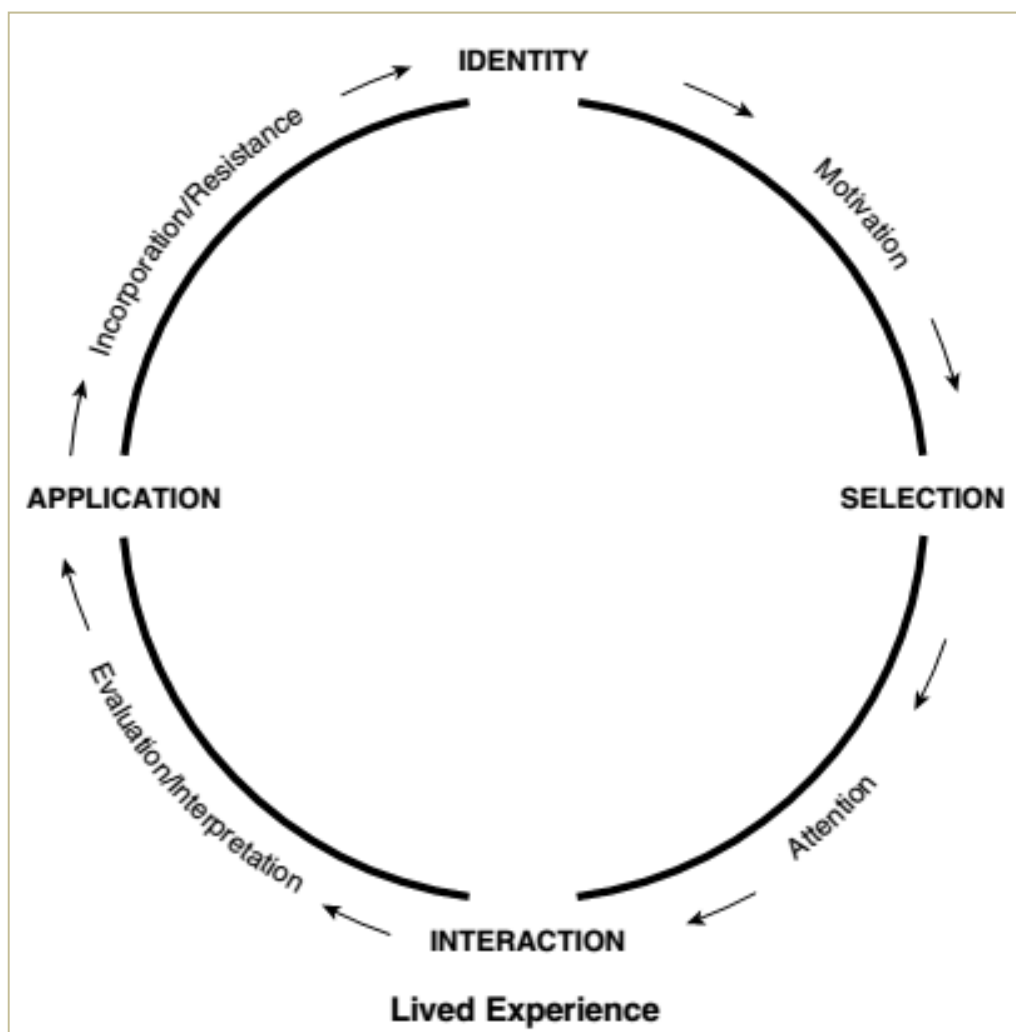 IDENTITY
Motivation
SELECTION
Attention
INTERACTION
Evaluation/Interpretation
APPLICATION
Incorporation/Resistance
Lived Experience